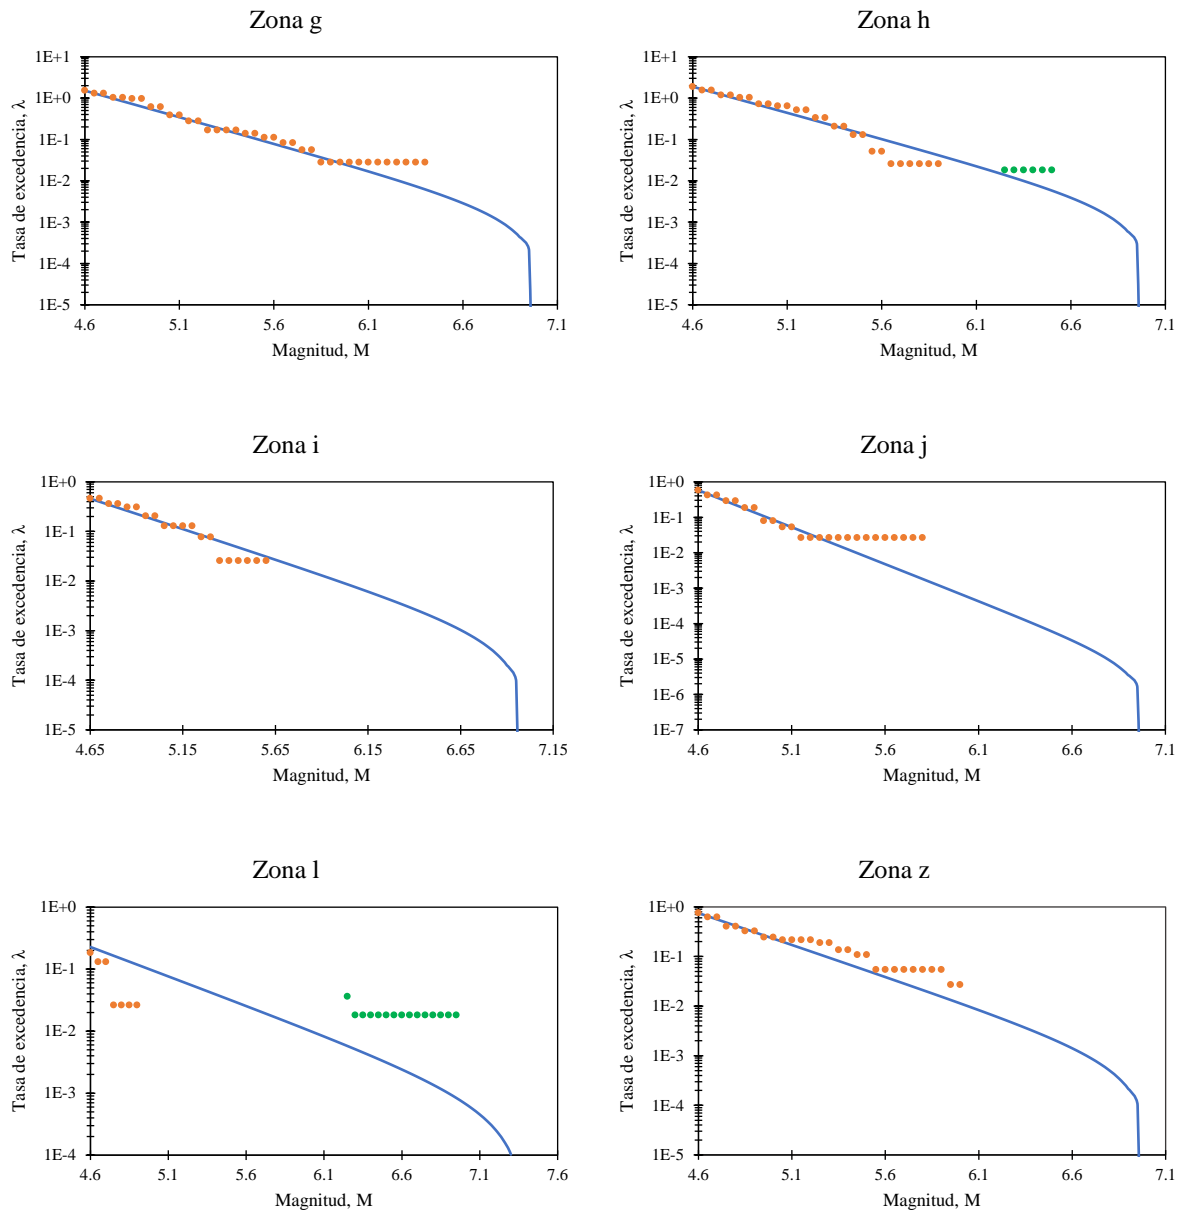 Zona g
1E+1
1E+0
1E-1
1E-2
1E-3
1E-4
1E-5
4.6 5.1 5.6 6.1 6.6 7.1
Tasa de excedencia, λ
Magnitud, M
Zona h
1E+1
1E+0
1E-1
1E-2
1E-3
1E-4
1E-5
4.6 5.1 5.6 6.1 6.6 7.1
Tasa de excedencia, λ
Magnitud, M
Zona i
1E+0
1E-1
1E-2
1E-3
1E-4
1E-5
4.65 5.15 5.65 6.15 6.65 7.15
Tasa de excedencia, λ
Magnitud, M
Zona j
1E+0
1E-1
1E-2
1E-3
1E-4
1E-5
1E-6
1E-7
4.6 5.1 5.6 6.1 6.6 7.1
Tasa de excedencia, λ
Magnitud, M
Zona l
1E+0
1E-1
1E-2
1E-3
1E-4
4.6 5.1 5.6 6.1 6.6 7.1 7.6
Tasa de excedencia, λ
Magnitud, M
Zona z
1E+0
1E-1
1E-2
1E-3
1E-4
1E-5
4.6 5.1 5.6 6.1 6.6 7.1
Tasa de excedencia, λ
Magnitud, M